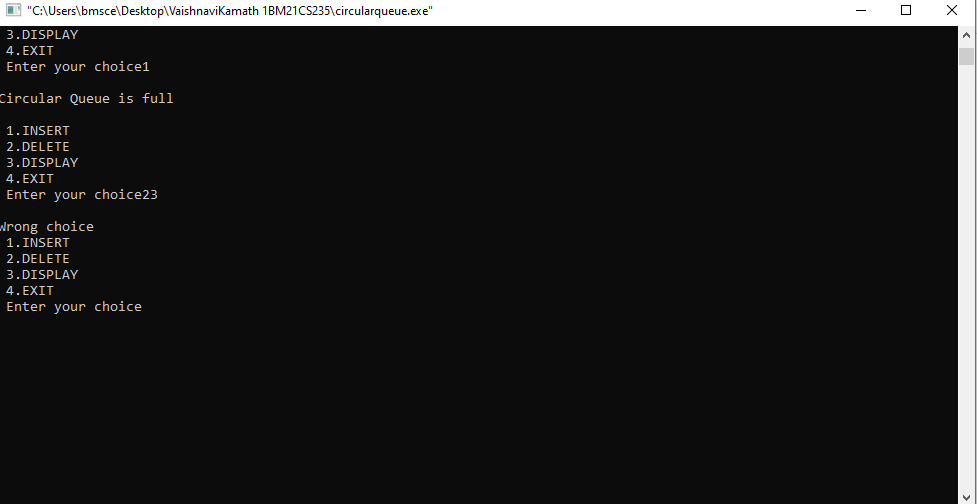 "C:\Users\bmsce\Desktop\VaishnaviKamath 1BM21CS235\circularqueue.exe"
3.DISPLAY
4.EXIT
Enter your choice1
Circular Queue is full
1.INSERT
2.DELETE
3.DISPLAY
4.EXIT
Enter your choice23
Wrong choice
1.INSERT
2.DELETE
3.DISPLAY
4.EXIT
Enter your choice